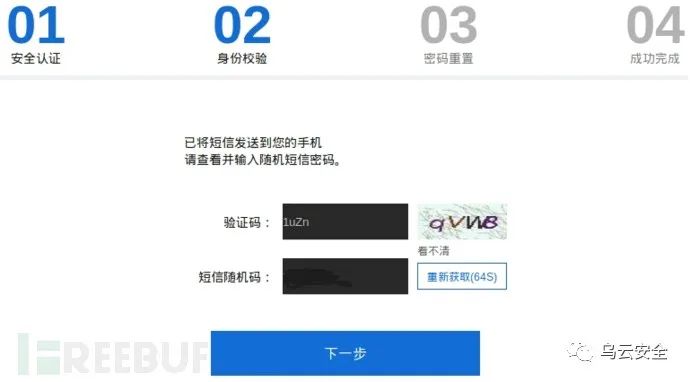 01 02 03 04
安全认证 身份校验 密码重置 成功完成
已将短信发送到您的手机
请查看并输入随机短信密码。
验证码： 1uZn qVWB
看不清
短信随机码： 重新获取(64S)
下一步
FREEBUF 乌云安全